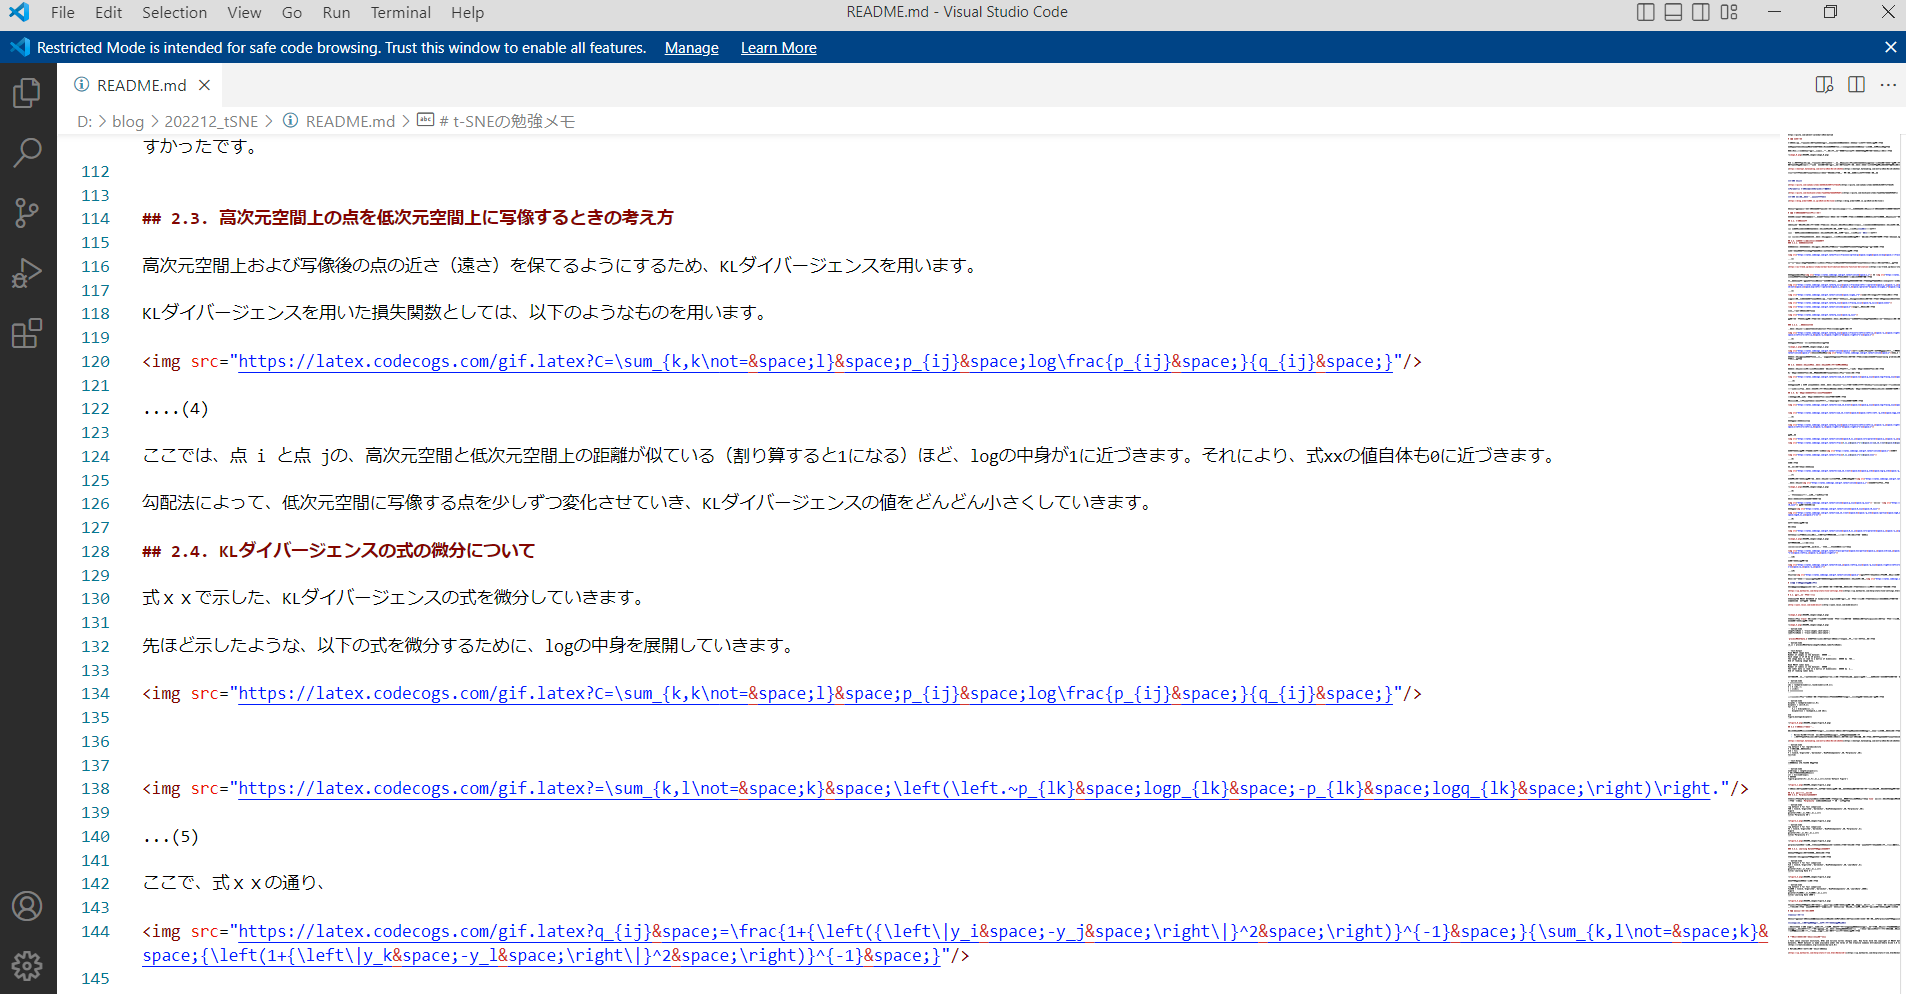 File Edit Selection View Go Run Terminal Help README.md - Visual Studio Code
Restricted Mode is intended for safe code browsing. Trust this window to enable all features. Manage Learn More
README.md
D: > blog > 202212_tSNE > README.md > # t-SNEの勉強メモ
すかったです。
112
113
114 ## 2.3. 高次元空間上の点を低次元空間上に写像するときの考え方
115
116 高次元空間上および写像後の点の近さ（遠さ）を保てるようにするため、KLダイバージェンスを用います。
117
118 KLダイバージェンスを用いた損失関数としては、以下のようなものを用います。
119
120 <img src="https://latex.codecogs.com/gif.latex?C=\sum_{k,k\not=&space;l}&space;p_{ij}&space;log\frac{p_{ij}&space;}{q_{ij}&space;}"/>
121
122 ....(4)
123
124 ここでは、点 i と点 jの、高次元空間と低次元空間上の距離が似ている（割り算すると1になる）ほど、logの中身が1に近づきます。それにより、式xxの値自体も0に近づきます。
125
126 勾配法によって、低次元空間に写像する点を少しずつ変化させていき、KLダイバージェンスの値をどんどん小さくしていきます。
127
128 ## 2.4. KLダイバージェンスの式の微分について
129
130 式ｘｘで示した、KLダイバージェンスの式を微分していきます。
131
132 先ほど示したような、以下の式を微分するために、logの中身を展開していきます。
133
134 <img src="https://latex.codecogs.com/gif.latex?C=\sum_{k,k\not=&space;l}&space;p_{ij}&space;log\frac{p_{ij}&space;}{q_{ij}&space;}"/>
135
136
137
138 <img src="https://latex.codecogs.com/gif.latex?=\sum_{k,l\not=&space;k}&space;\left(\left.~p_{lk}&space;logp_{lk}&space;-p_{lk}&space;logq_{lk}&space;\right)\right."/>
139
140 ...(5)
141
142 ここで、式ｘｘの通り、
143
144 <img src="https://latex.codecogs.com/gif.latex?q_{ij}&space;=\frac{1+{\left({\left\|y_i&space;-y_j&space;\right\|}^2&space;\right)}^{-1}&space;}{\sum_{k,l\not=&space;k}&
space;{\left(1+{\left\|y_k&space;-y_l&space;\right\|}^2&space;\right)}^{-1}&space;}"/>
145